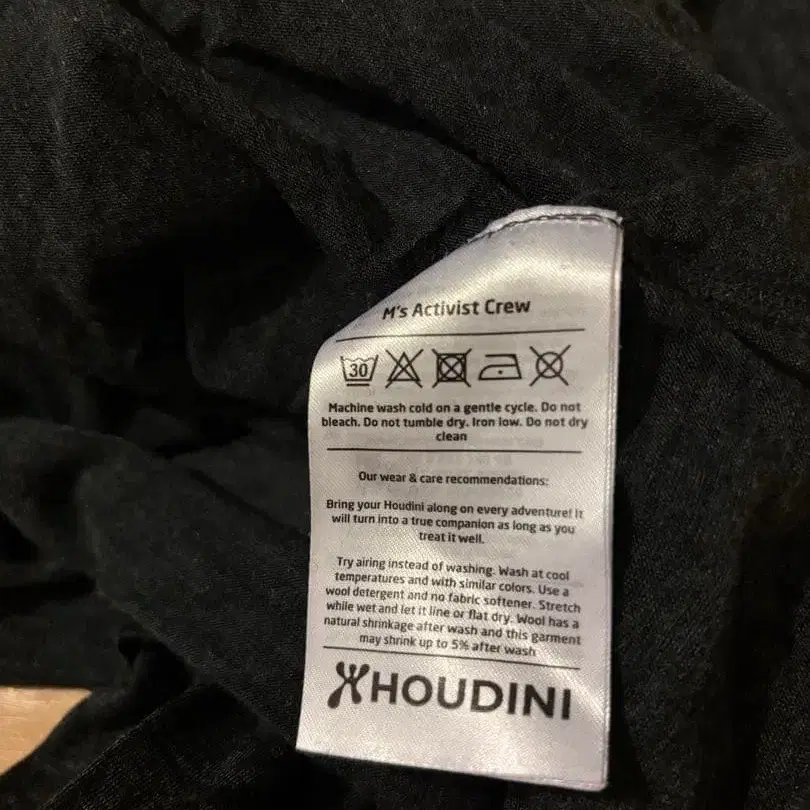 M's Activist Crew
30
Machine wash cold on a gentle cycle. Do not
bleach. Do not tumble dry. Iron low. Do not dry
clean
Our wear & care recommendations:
Bring your Houdini along on every adventure! It
will turn into a true companion as long as you
treat it well.
Try airing instead of washing. Wash at cool
temperatures and with similar colors. Use a
wool detergent and no fabric softener. Stretch
while wet and let it line or flat dry. Wool has a
natural shrinkage after wash and this garment
may shrink up to 5% after wash
HOUDINI